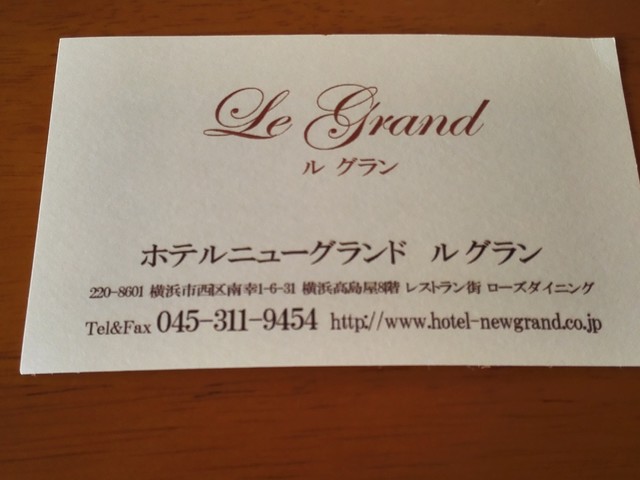 Le Grand
ル グラン
ホテルニューグランド ル グラン
220-8601 横浜市西区南幸1-6-31 横浜髙島屋8階 レストラン街 ローズダイニング
Tel&Fax 045-311-9454 http://www.hotel-newgrand.co.jp